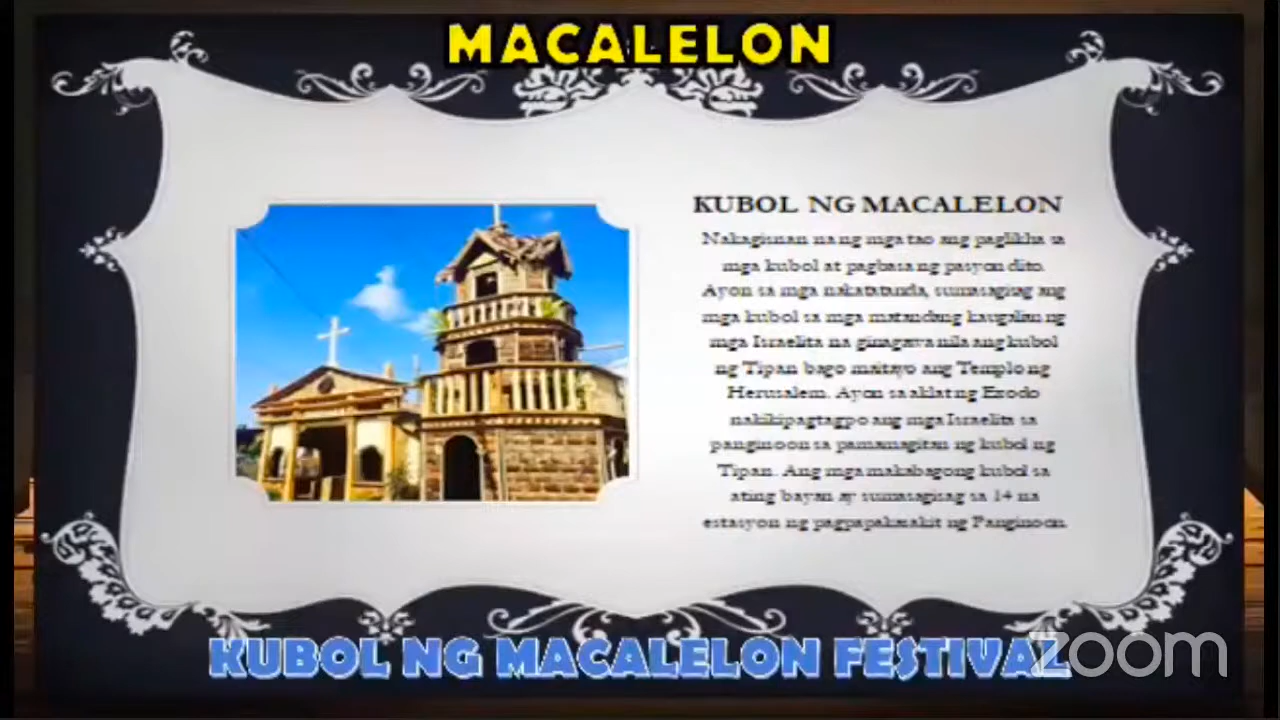 MACALELON
KUBOL NG MACALELON
Nakagisnan na ng mga tao ang paglikha sa
mga kubol at pagbasa ng pasyon dito.
Ayon sa mga nakatatanda, sumasagisag ang
mga kubol sa mga matandang kaugalian ng
mga Israelita na ginagawa nila ang kubol
ng Tipan bago maitayo ang Templo ng
Herusalem. Ayon sa aklat ng Exodo
nakikipagtagpo ang mga Israelita sa
panginoon sa pamamagitan ng kubol ng
Tipan. Ang mga makabagong kubol sa
ating bayan ay sumasagisag sa 14 na
estasyon ng pagpapakasakit ng Panginoon.
KUBOL NG MACALELON FESTIVAL
zoom